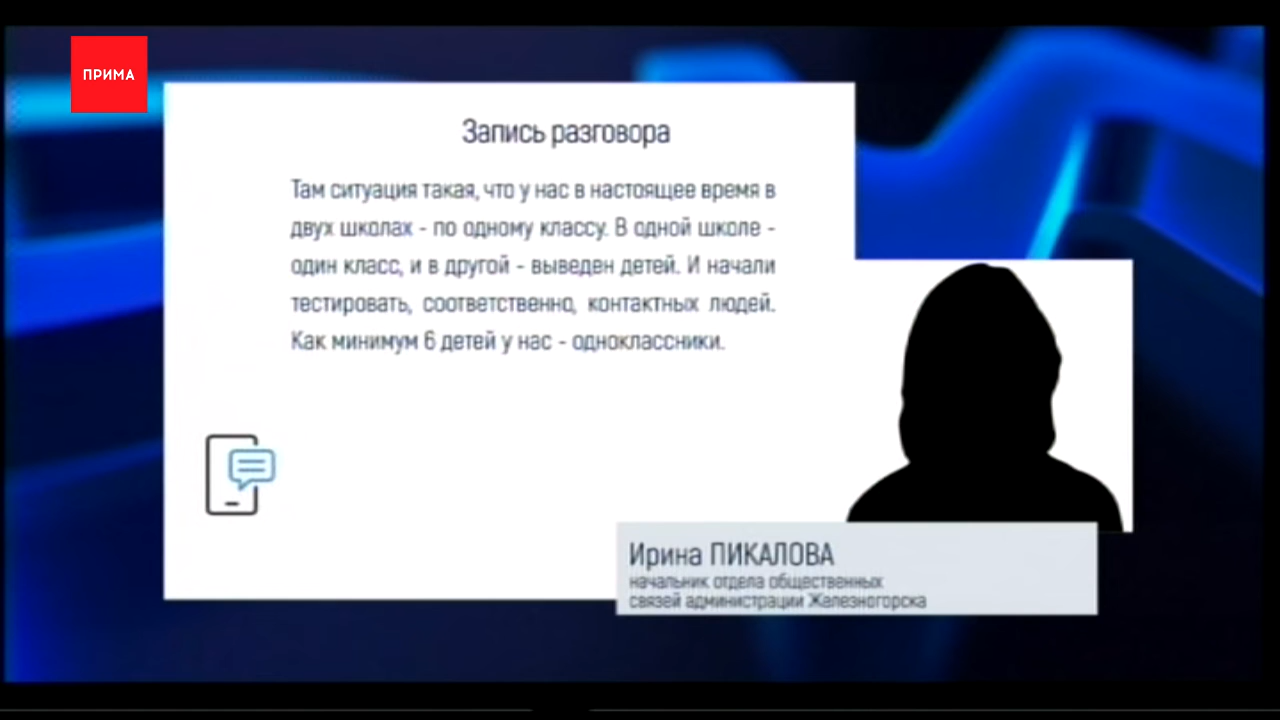 ПРИМА
Запись разговора
Там ситуация такая, что у нас в настоящее время в
двух школах - по одному классу. В одной школе -
один класс, и в другой - выведен детей. И начали
тестировать, соответственно, контактных людей.
Как минимум 6 детей у нас - одноклассники.
Ирина ПИКАЛОВА
начальник отдела общественных
связей администрации Железногорска